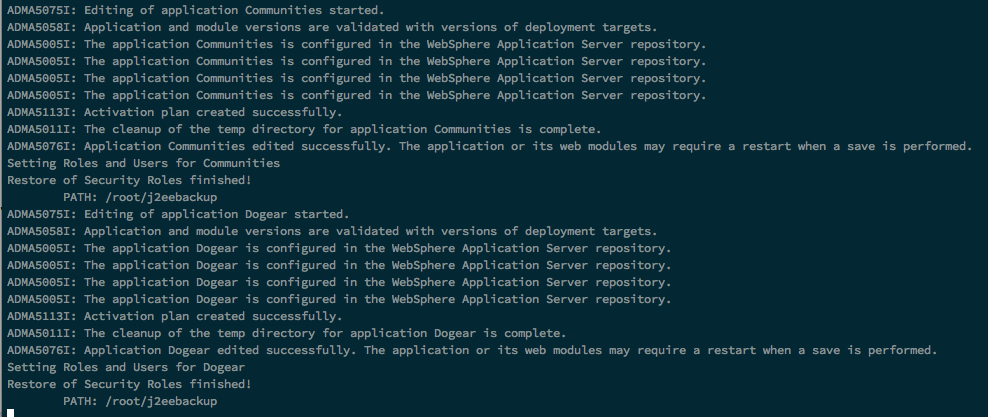 ADMA5075I: Editing of application Communities started.
ADMA5058I: Application and module versions are validated with versions of deployment targets.
ADMA5005I: The application Communities is configured in the WebSphere Application Server repository.
ADMA5005I: The application Communities is configured in the WebSphere Application Server repository.
ADMA5005I: The application Communities is configured in the WebSphere Application Server repository.
ADMA5005I: The application Communities is configured in the WebSphere Application Server repository.
ADMA5113I: Activation plan created successfully.
ADMA5011I: The cleanup of the temp directory for application Communities is complete.
ADMA5076I: Application Communities edited successfully. The application or its web modules may require a restart when a save is performed.
Setting Roles and Users for Communities
Restore of Security Roles finished!
PATH: /root/j2eebackup
ADMA5075I: Editing of application Dogear started.
ADMA5058I: Application and module versions are validated with versions of deployment targets.
ADMA5005I: The application Dogear is configured in the WebSphere Application Server repository.
ADMA5005I: The application Dogear is configured in the WebSphere Application Server repository.
ADMA5005I: The application Dogear is configured in the WebSphere Application Server repository.
ADMA5005I: The application Dogear is configured in the WebSphere Application Server repository.
ADMA5113I: Activation plan created successfully.
ADMA5011I: The cleanup of the temp directory for application Dogear is complete.
ADMA5076I: Application Dogear edited successfully. The application or its web modules may require a restart when a save is performed.
Setting Roles and Users for Dogear
Restore of Security Roles finished!
PATH: /root/j2eebackup